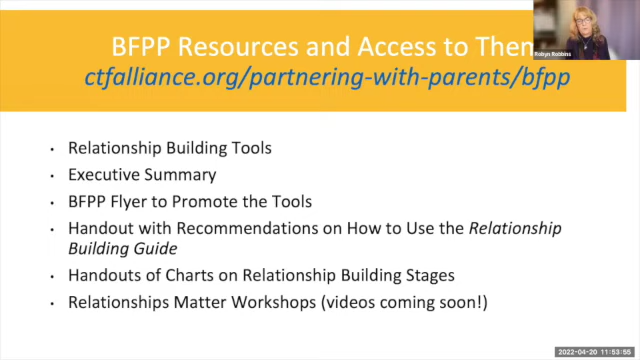 BFPP Resources and Access to Them
ctfalliance.org/partnering-with-parents/bfpp
Robyn Robbins
• Relationship Building Tools
• Executive Summary
• BFPP Flyer to Promote the Tools
• Handout with Recommendations on How to Use the Relationship
Building Guide
• Handouts of Charts on Relationship Building Stages
• Relationships Matter Workshops (videos coming soon!)
2022-04-20 11:53:55